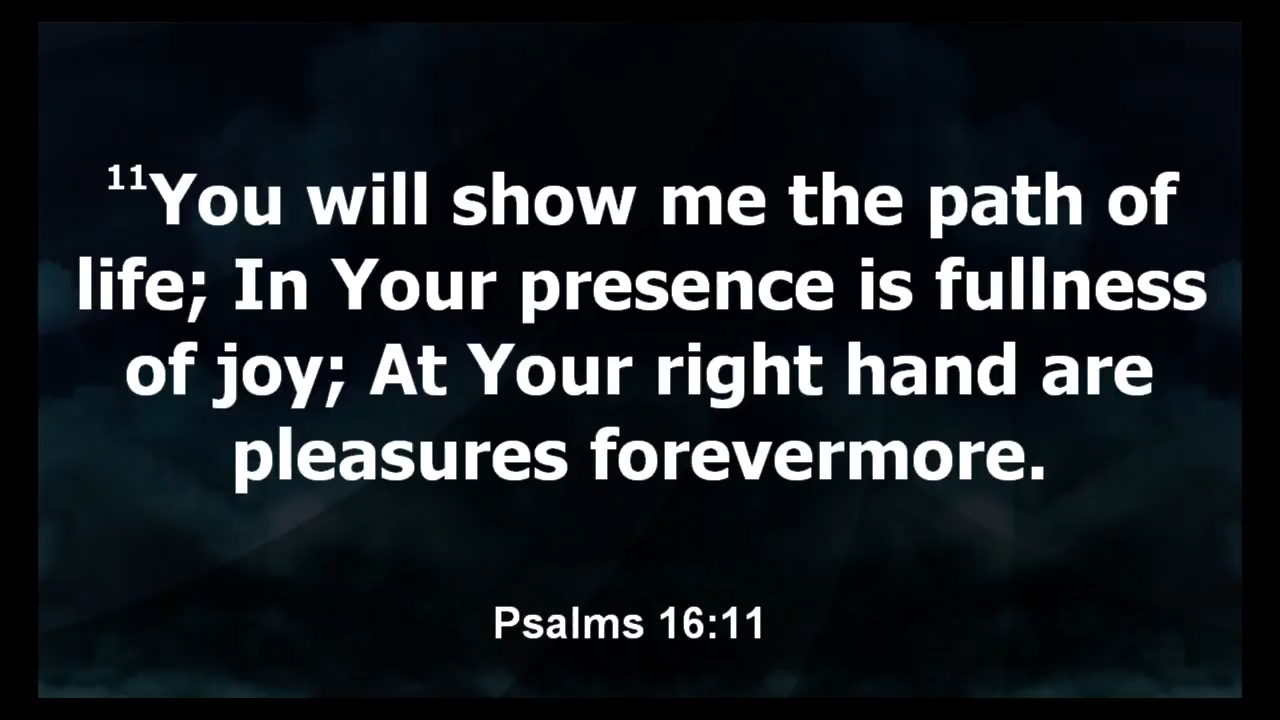 ¹¹You will show me the path of
life; In Your presence is fullness
of joy; At Your right hand are
pleasures forevermore.
Psalms 16:11